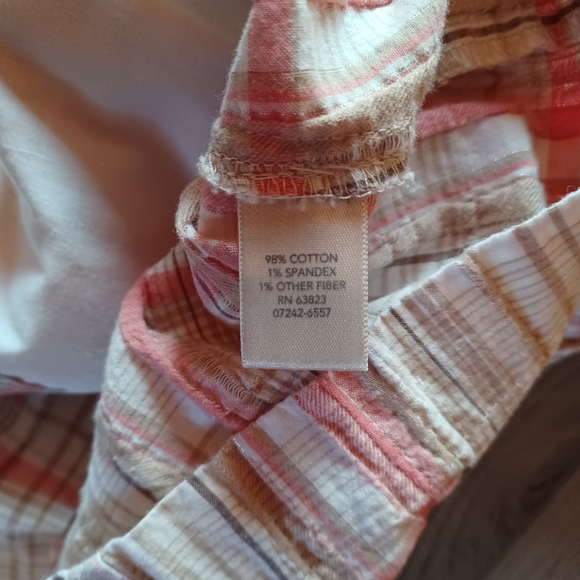 98% COTTON
1% SPANDEX
1% OTHER FIBER
RN 63823
07242-6557